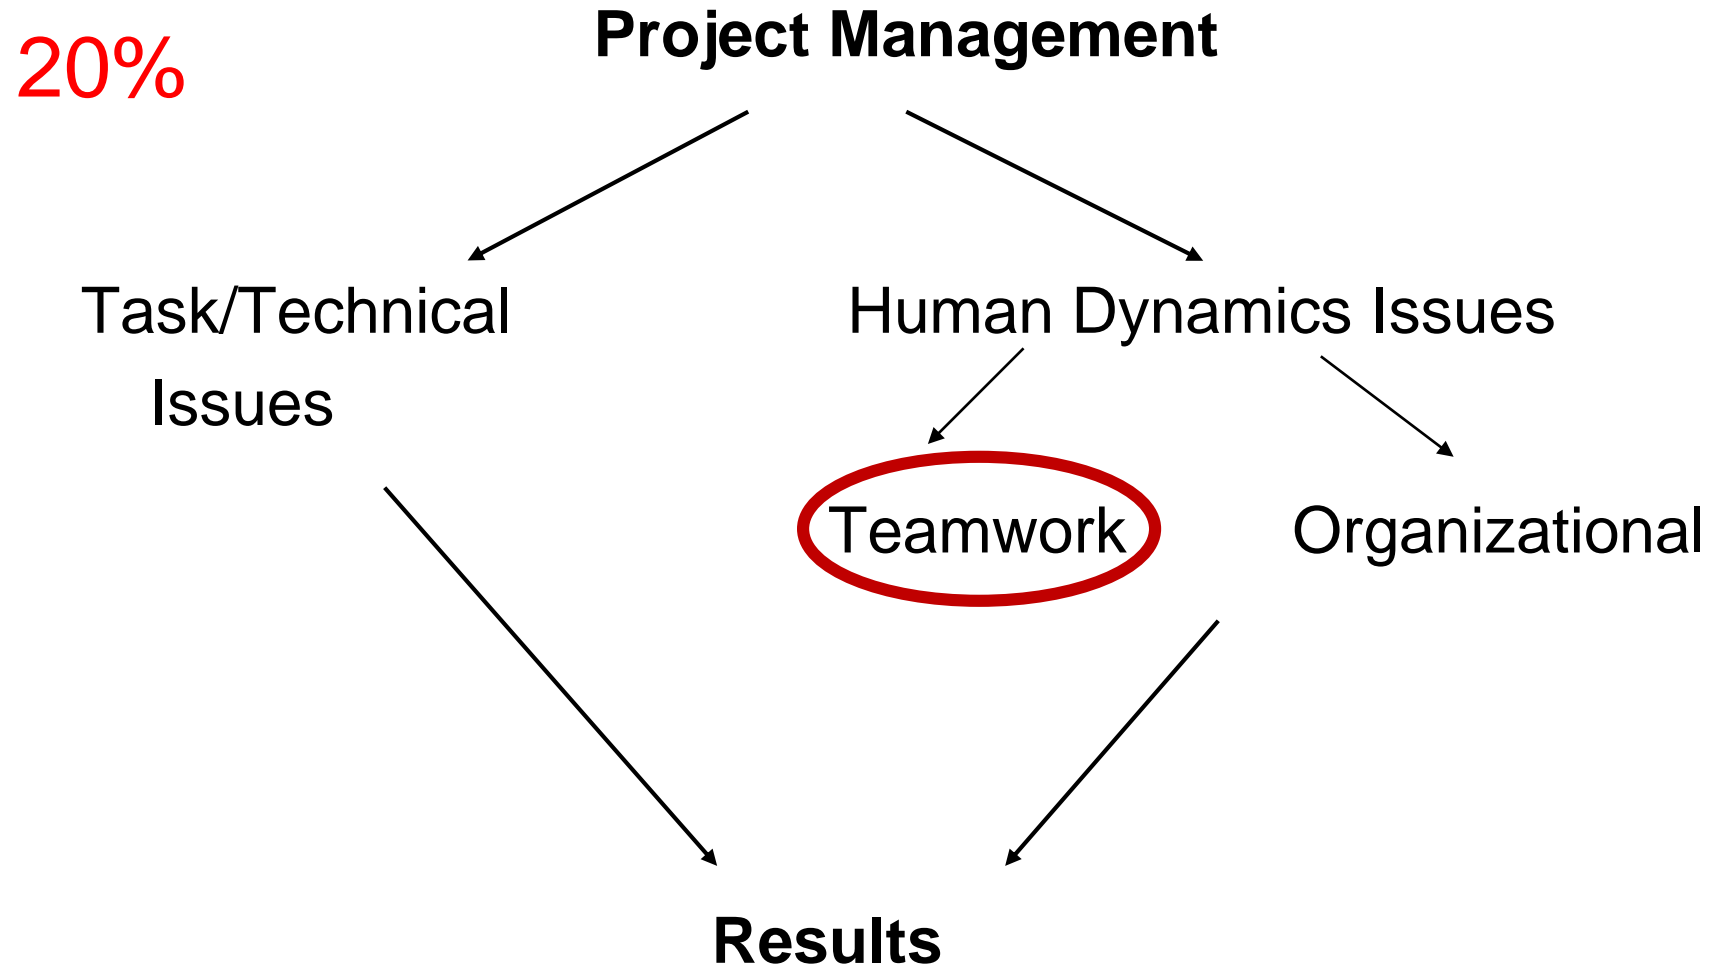 Project Management
20%
Task/Technical
Issues
Human Dynamics Issues
Teamwork
Organizational
Results